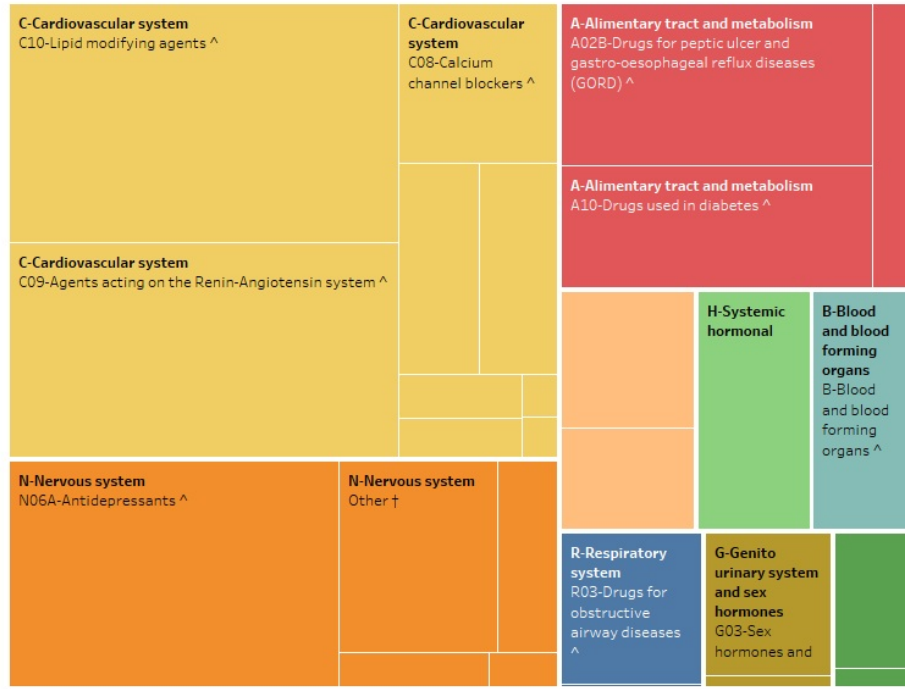 C-Cardiovascular system
C10-Lipid modifying agents ^
C-Cardiovascular
system
C08-Calcium
channel blockers ^
A-Alimentary tract and metabolism
A02B-Drugs for peptic ulcer and
gastro-oesophageal reflux diseases
(GORD) ^
A-Alimentary tract and metabolism
A10-Drugs used in diabetes ^
C-Cardiovascular system
C09-Agents acting on the Renin-Angiotensin system ^
H-Systemic
hormonal
B-Blood
and blood
forming
organs
B-Blood
and blood
forming
organs ^
N-Nervous system
N06A-Antidepressants ^
N-Nervous system
Other †
R-Respiratory
system
R03-Drugs for
obstructive
airway diseases
^
G-Genito
urinary system
and sex
hormones
G03-Sex
hormones and